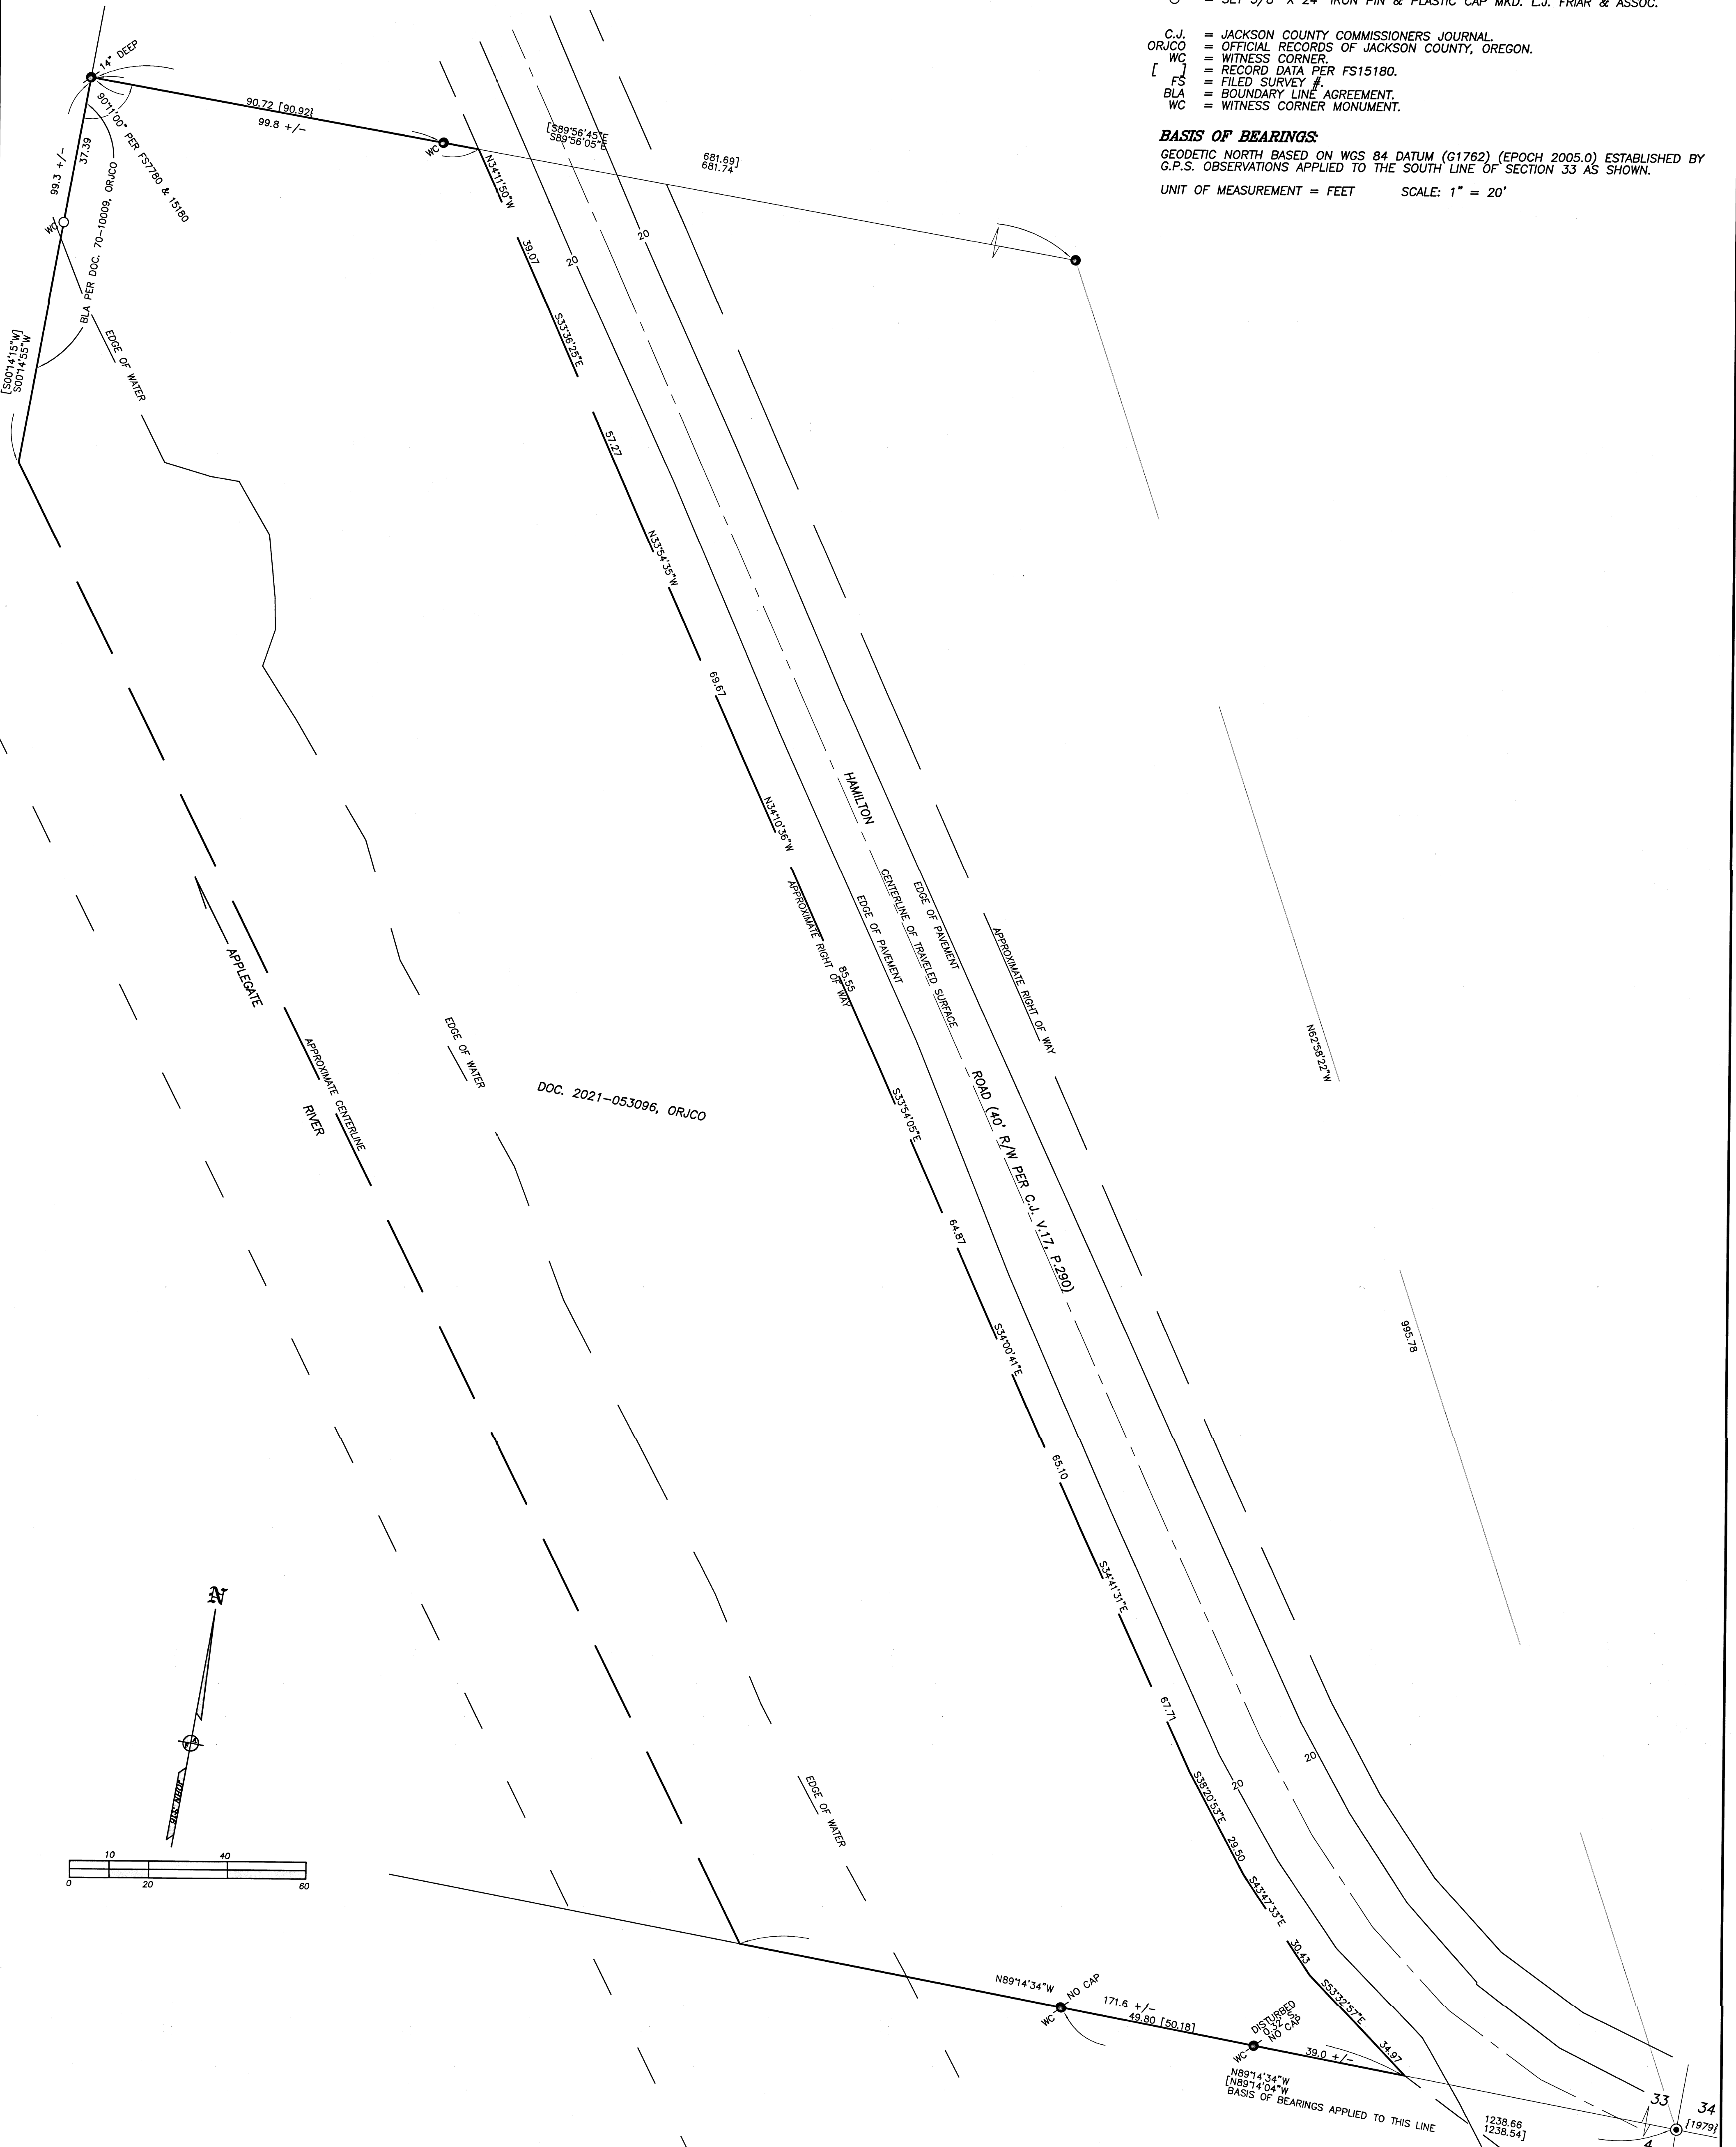 = SET 5/8" X 24" IRON PIN & PLASTIC CAP MKD. L.J. FRIAR & ASSOC.
C.J. = JACKSON COUNTY COMMISSIONERS JOURNAL.
ORJCO = OFFICIAL RECORDS OF JACKSON COUNTY, OREGON.
WC = WITNESS CORNER.
[ ] = RECORD DATA PER FS15180.
FS = FILED SURVEY #.
BLA = BOUNDARY LINE AGREEMENT.
WC = WITNESS CORNER MONUMENT.
BASIS OF BEARINGS:
GEODETIC NORTH BASED ON WGS 84 DATUM (G1762) (EPOCH 2005.0) ESTABLISHED BY
G.P.S. OBSERVATIONS APPLIED TO THE SOUTH LINE OF SECTION 33 AS SHOWN.
UNIT OF MEASUREMENT = FEET SCALE: 1" = 20'
14" DEEP
90°11'00" PER FS7780 & 15180
90.72 [90.92]
99.8 +/-
WC
[S89°56'45"E
S89°56'05"E
681.69]
681.74
37.39
99.3 +/-
WC
BLA PER DOC. 70-10009, ORJCO
[S00°14'15"W]
S00°14'55"W
EDGE OF WATER
N34°11'50"W
39.07
20
20
S33°36'25"E
57.27
N33°54'35"W
69.67
N34°10'36"W
APPROXIMATE RIGHT OF WAY
85.55
HAMILTON
EDGE OF PAVEMENT
CENTERLINE OF TRAVELED SURFACE
EDGE OF PAVEMENT
APPROXIMATE RIGHT OF WAY
N62°58'22"W
APPLEGATE
RIVER
APPROXIMATE CENTERLINE
EDGE OF WATER
DOC. 2021-053096, ORJCO
S33°54'05"E
ROAD (40' R/W PER C.J. V.17, P.290)
64.87
S34°00'41"E
995.78
65.10
S34°41'31"E
67.71
20
20
S38°20'53"E
29.50
S43°47'33"E
30.43
S53°32'57"E
34.97
N
EDGE OF WATER
10 40
0 20 60
N89°14'34"W
NO CAP
WC
171.6 +/-
49.80 [50.18]
DISTURBED
NO CAP
WC
39.0 +/-
N89°14'34"W
[N89°14'04"W
BASIS OF BEARINGS APPLIED TO THIS LINE
1238.66
1238.54]
33 34
[1979]
4